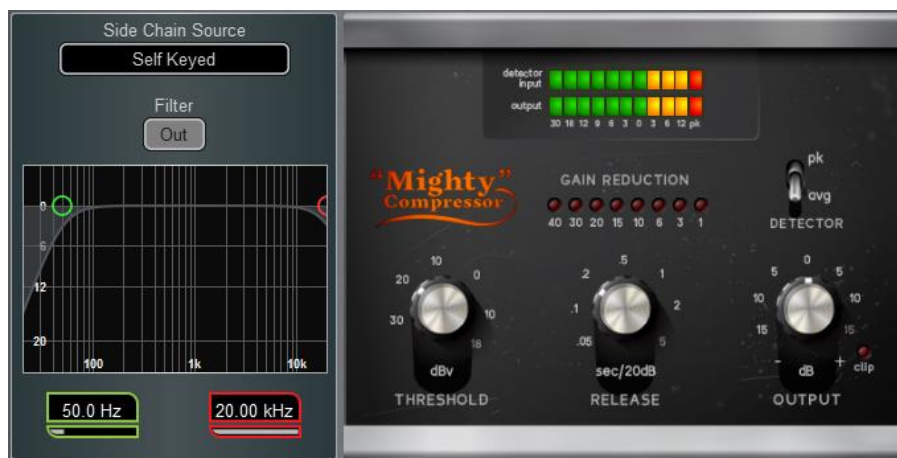 Side Chain Source
Self Keyed
Filter
Out
0
6
12
20
100 1k 10k
50.0 Hz 20.00 kHz
detector
input
output
30 16 12 9 6 3 0 3 6 12 pk
"Mighty"
Compressor
GAIN REDUCTION
40 30 20 15 10 6 3 1
pk
avg
DETECTOR
30 20 10 0 10 16
dBv
THRESHOLD
.05 .1 .2 .5 1 2 5
sec/20dB
RELEASE
15 10 5 0 5 10 15
- dB +
clip
OUTPUT